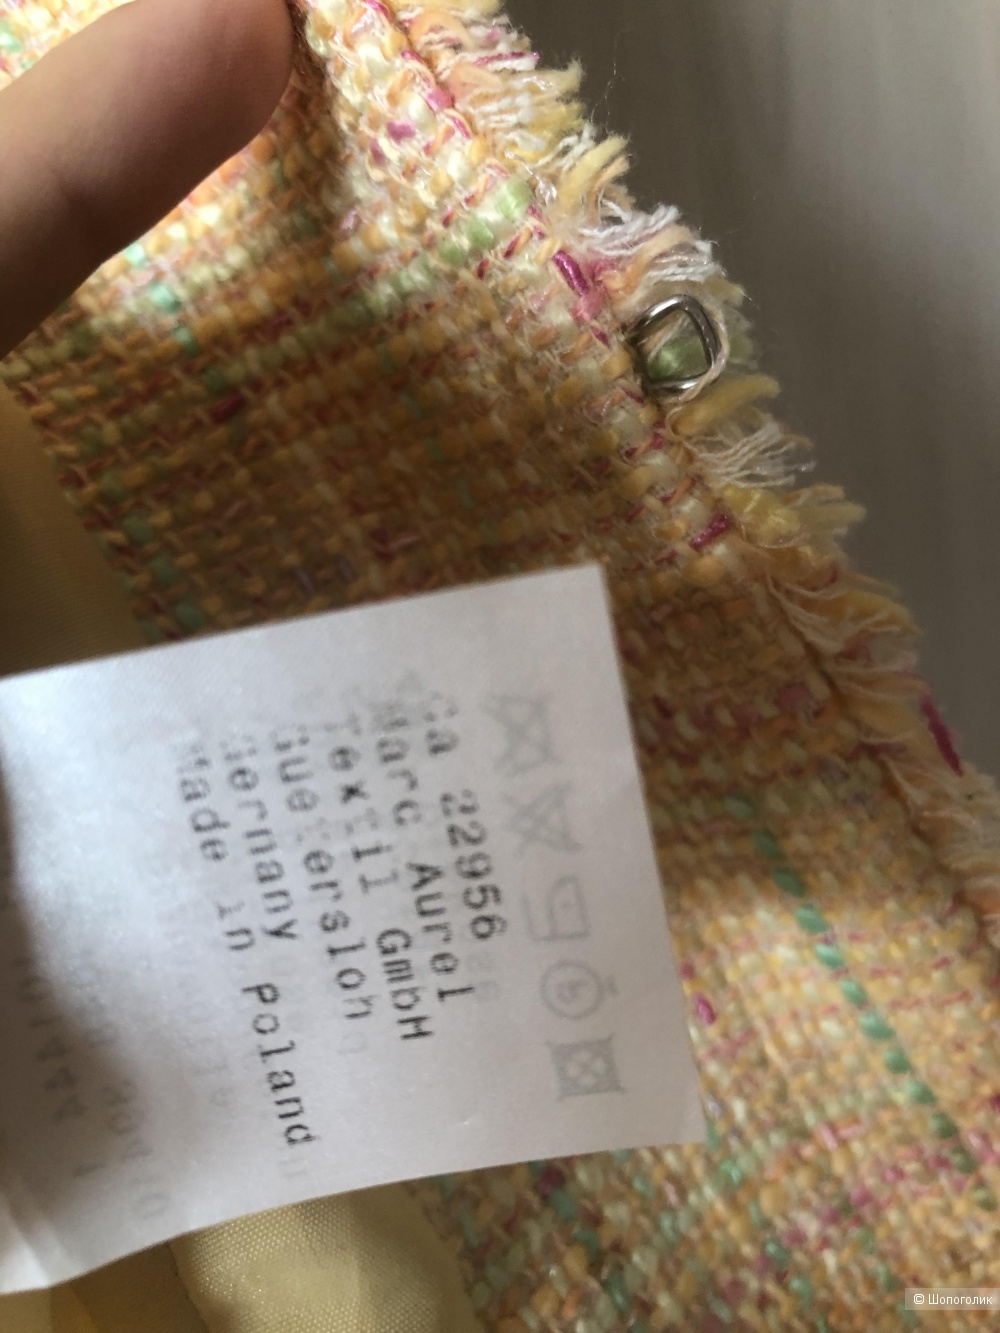 Ca 22956
Marc Aurel
Textil GmbH
Guetersloh
Germany
Made in Poland
© Шопоголик